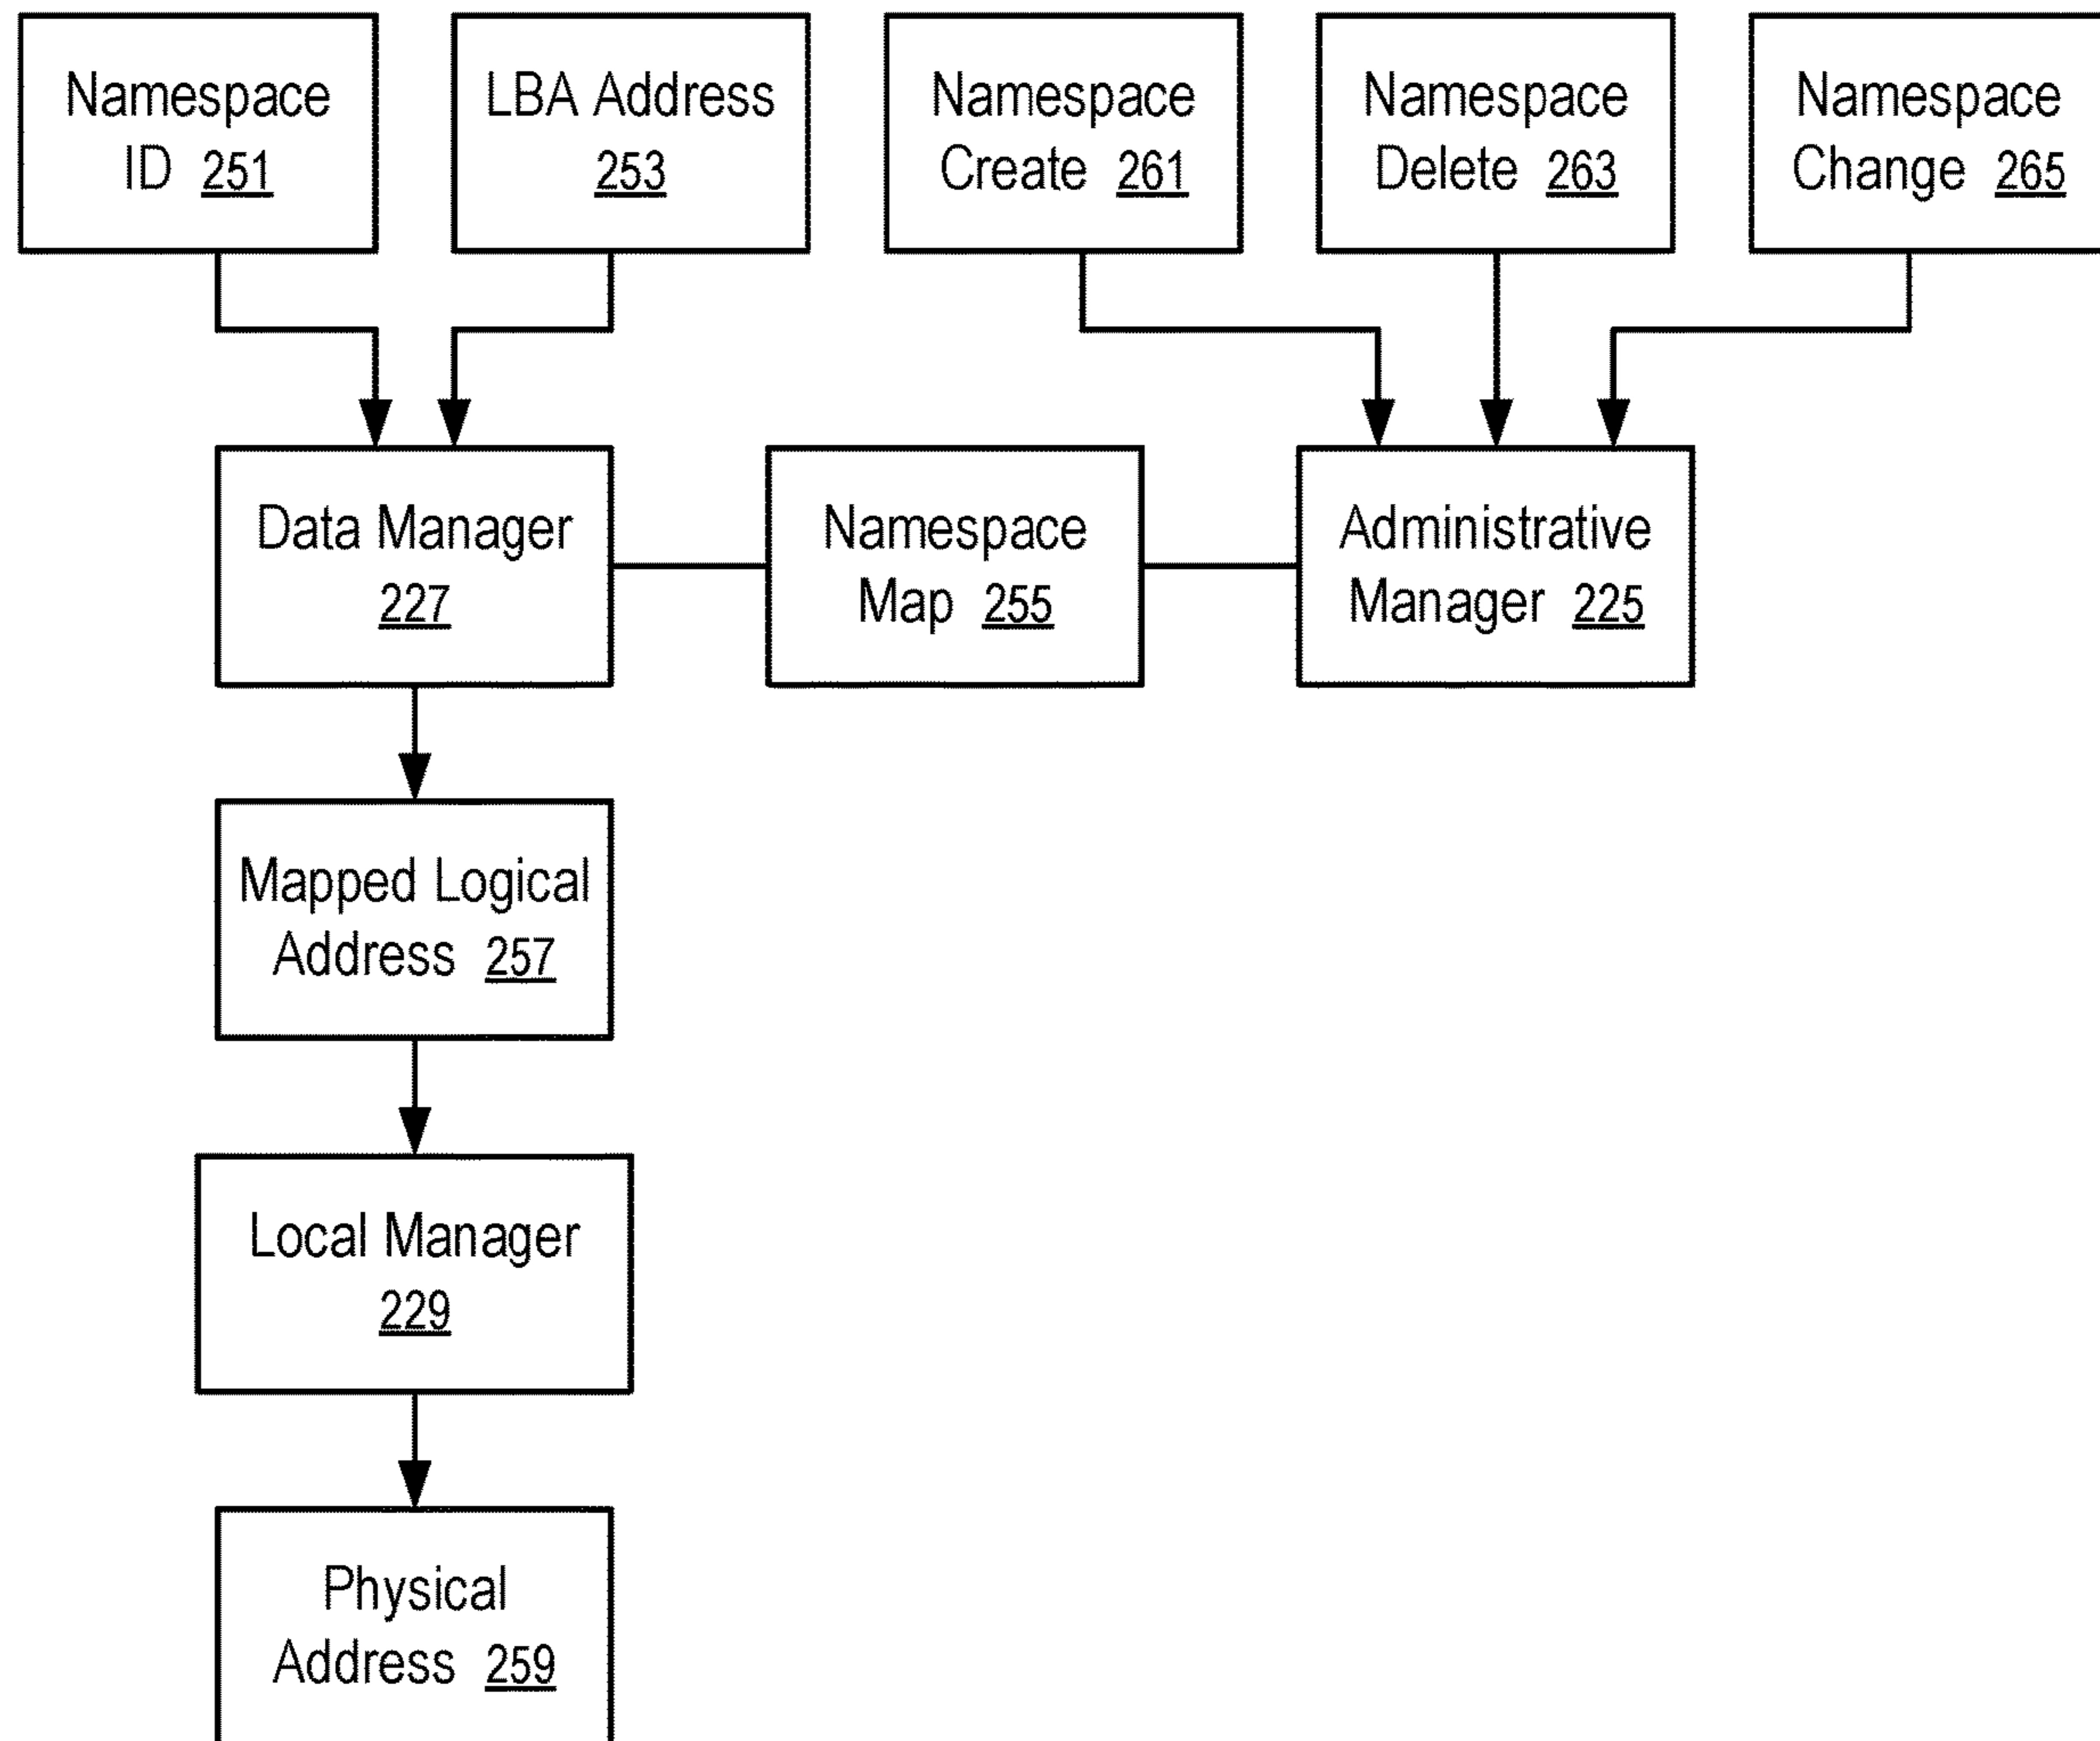 Namespace
ID 251
LBA Address
253
Namespace
Create 261
Namespace
Delete 263
Namespace
Change 265
Data Manager
227
Namespace
Map 255
Administrative
Manager 225
Mapped Logical
Address 257
Local Manager
229
Physical
Address 259